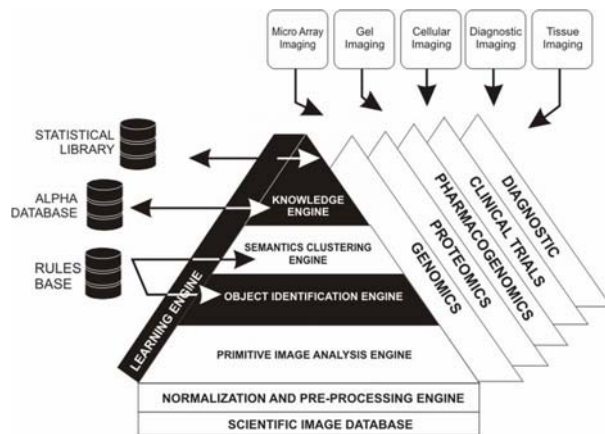 Micro Array
Imaging
Gel
Imaging
Cellular
Imaging
Diagnostic
Imaging
Tissue
Imaging
STATISTICAL
LIBRARY
ALPHA
DATABASE
RULES
BASE
LEARNING ENGINE
KNOWLEDGE
ENGINE
SEMANTICS CLUSTERING
ENGINE
OBJECT IDENTIFICATION ENGINE
PRIMITIVE IMAGE ANALYSIS ENGINE
NORMALIZATION AND PRE-PROCESSING ENGINE
SCIENTIFIC IMAGE DATABASE
GENOMICS
PROTEOMICS
PHARMACOGENOMICS
CLINICAL TRIALS
DIAGNOSTIC